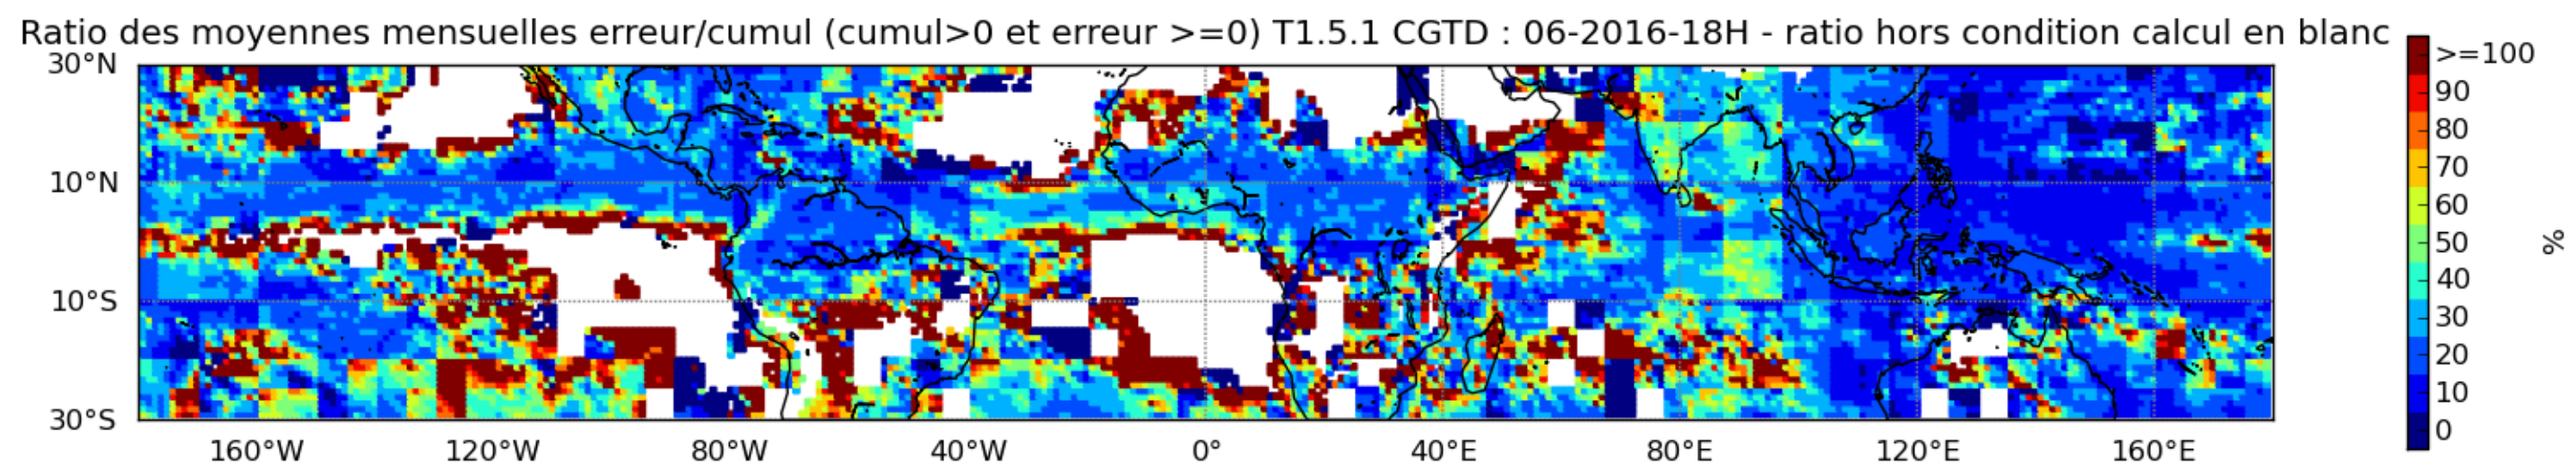 Ratio des moyennes mensuelles erreur/cumul (cumul>0 et erreur >=0) T1.5.1 CGTD : 06-2016-18H - ratio hors condition calcul en blanc
30°N
10°N
10°S
30°S
160°W 120°W 80°W 40°W 0° 40°E 80°E 120°E 160°E
>=100
90
80
70
60
50
40
30
20
10
0
%